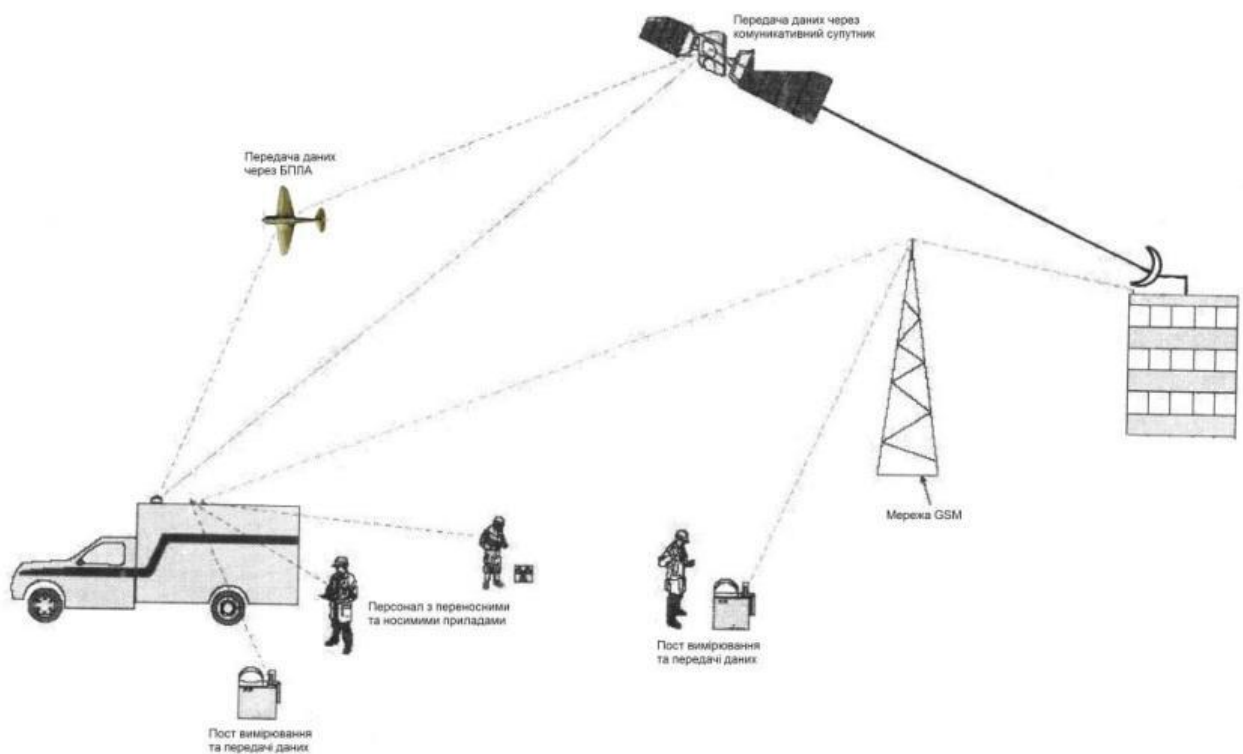 Передача даних через
комуникативний супутник
Передача даних
через БПЛА
Мережа GSM
Персонал з переносними
та носимими приладами
Пост вимірювання
та передачі даних
Пост вимірювання
та передачі даних